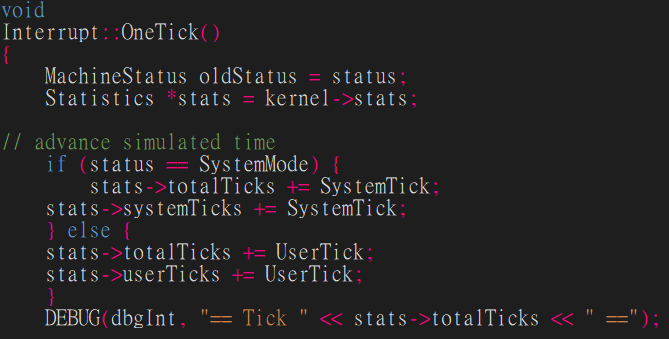 void
Interrupt::OneTick()
{
    MachineStatus oldStatus = status;
    Statistics *stats = kernel->stats;

// advance simulated time
    if (status == SystemMode) {
        stats->totalTicks += SystemTick;
    stats->systemTicks += SystemTick;
    } else {
    stats->totalTicks += UserTick;
    stats->userTicks += UserTick;
    }
    DEBUG(dbgInt, "== Tick " << stats->totalTicks << " ==");